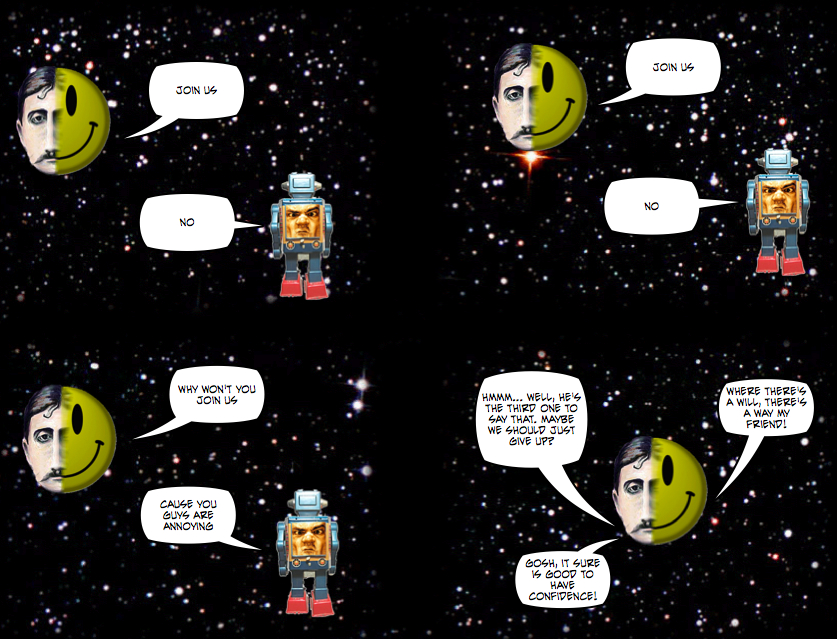 JOIN US
NO
JOIN US
NO
WHY WON'T YOU
JOIN US
CAUSE YOU
GUYS ARE
ANNOYING
HMMM... WELL, HE'S
THE THIRD ONE TO
SAY THAT. MAYBE
WE SHOULD JUST
GIVE UP?
WHERE THERE'S
A WILL, THERE'S
A WAY MY
FRIEND!
GOSH, IT SURE
IS GOOD TO
HAVE
CONFIDENCE!